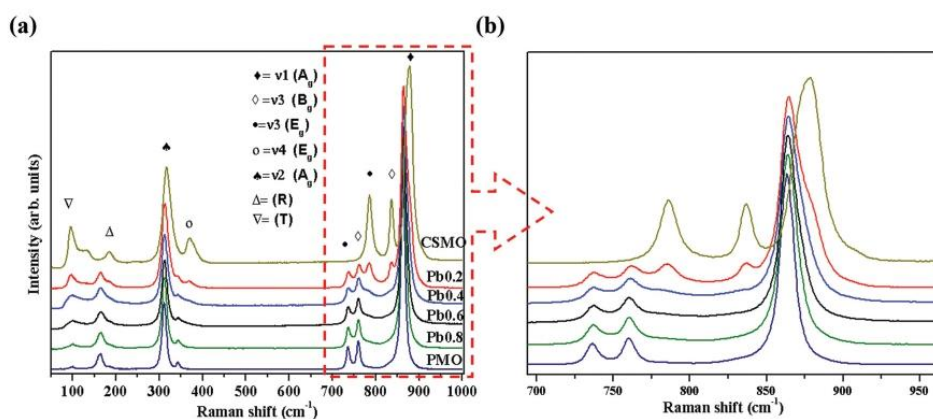 (a)
(b)
♦= ν1 (Ag)
◊ =ν3 (Bg)
•=ν3 (Eg)
o =ν4 (Eg)
♠= ν2 (Ag)
Δ= (R)
∇= (T)
♦
•
◊
•
◊
♠
o
∇
Δ
CSMO
Pb0.2
Pb0.4
Pb0.6
Pb0.8
PMO
Intensity (arb. units)
100 200 300 400 500 600 700 800 900 1000
Raman shift (cm-1)
700 750 800 850 900 950
Raman shift (cm-1)